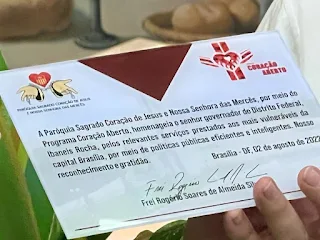 PARÓQUIA SAGRADO CORAÇÃO DE JESUS
E NOSSA SENHORA DAS MERCÊS
CORAÇÃO
ABERTO
A Paróquia Sagrado Coração de Jesus e Nossa Senhora das Mercês, por meio do
Programa Coração Aberto, homenageia o senhor governador do Distrito Federal,
Ibaneis Rocha, pelos relevantes serviços prestados aos mais vulneráveis da
capital Brasília, por meio de políticas públicas eficientes e inteligentes. Nosso
reconhecimento e gratidão.
Brasília - DF, 02 de agosto de
Frei Rogério Soares de Almeida